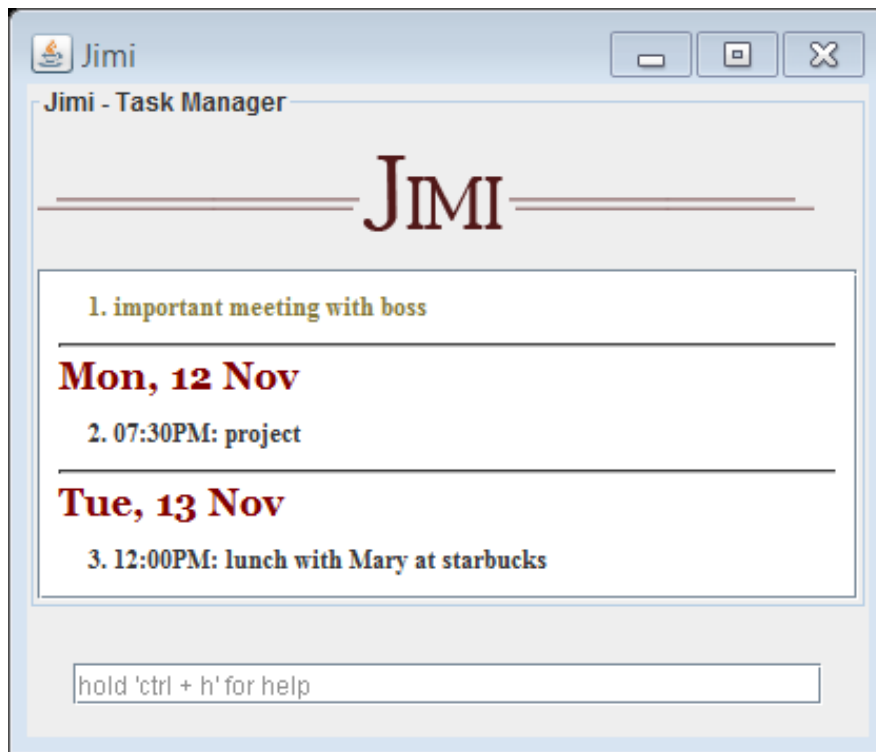 Jimi
Jimi - Task Manager
JIMI
1. important meeting with boss
Mon, 12 Nov
2. 07:30PM: project
Tue, 13 Nov
3. 12:00PM: lunch with Mary at starbucks
hold 'ctrl + h' for help